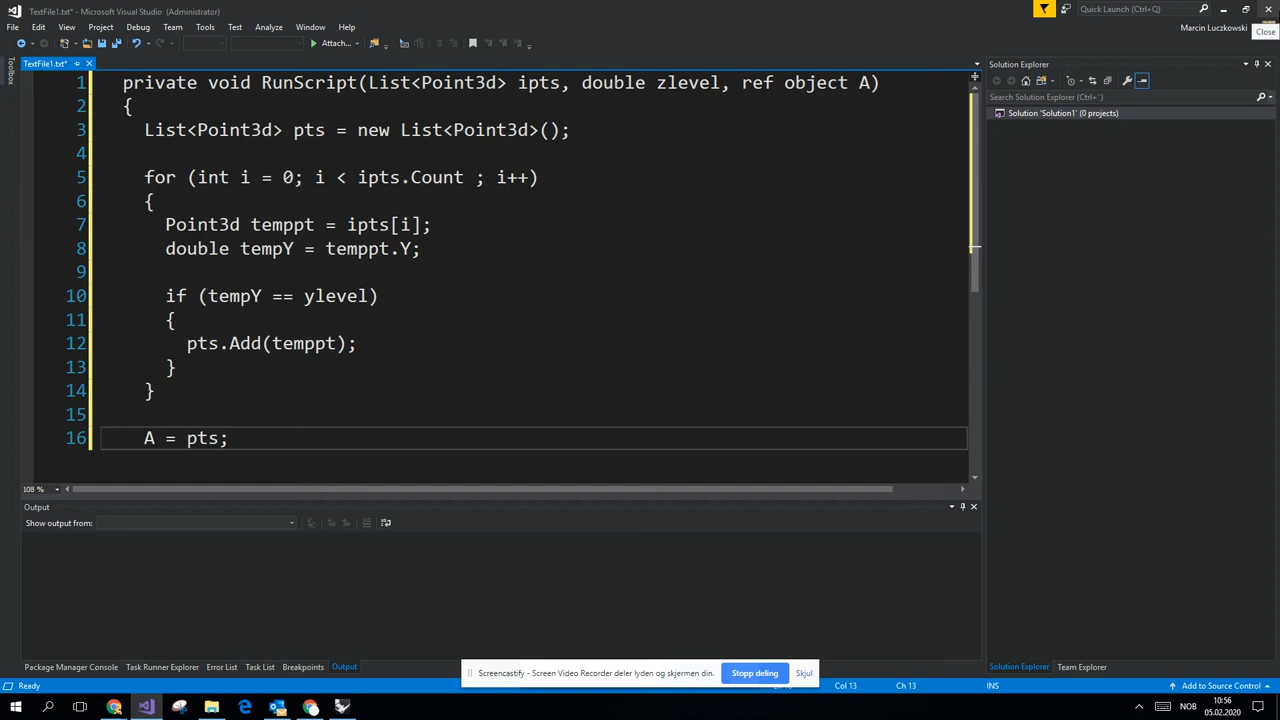 TextFile1.txt* - Microsoft Visual Studio (Administrator)
Quick Launch (Ctrl+Q)
File Edit View Project Debug Team Tools Test Analyze Window Help
Marcin Luczkowski
Close
Attach...
Toolbox
TextFile1.txt*
Solution Explorer
Search Solution Explorer (Ctrl+¨)
Solution 'Solution1' (0 projects)
1 private void RunScript(List<Point3d> ipts, double zlevel, ref object A)
2 {
3 List<Point3d> pts = new List<Point3d>();
4
5 for (int i = 0; i < ipts.Count ; i++)
6 {
7 Point3d temppt = ipts[i];
8 double tempY = temppt.Y;
9
10 if (tempY == ylevel)
11 {
12 pts.Add(temppt);
13 }
14 }
15
16 A = pts;
108 %
Output
Show output from:
Package Manager Console Task Runner Explorer Error List Task List Breakpoints Output
Solution Explorer Team Explorer
Screencastify - Screen Video Recorder deler lyden og skjermen din. Stopp deling Skjul
Ready Col 13 Ch 13 INS Add to Source Control
NOB
10:56
05.02.2020